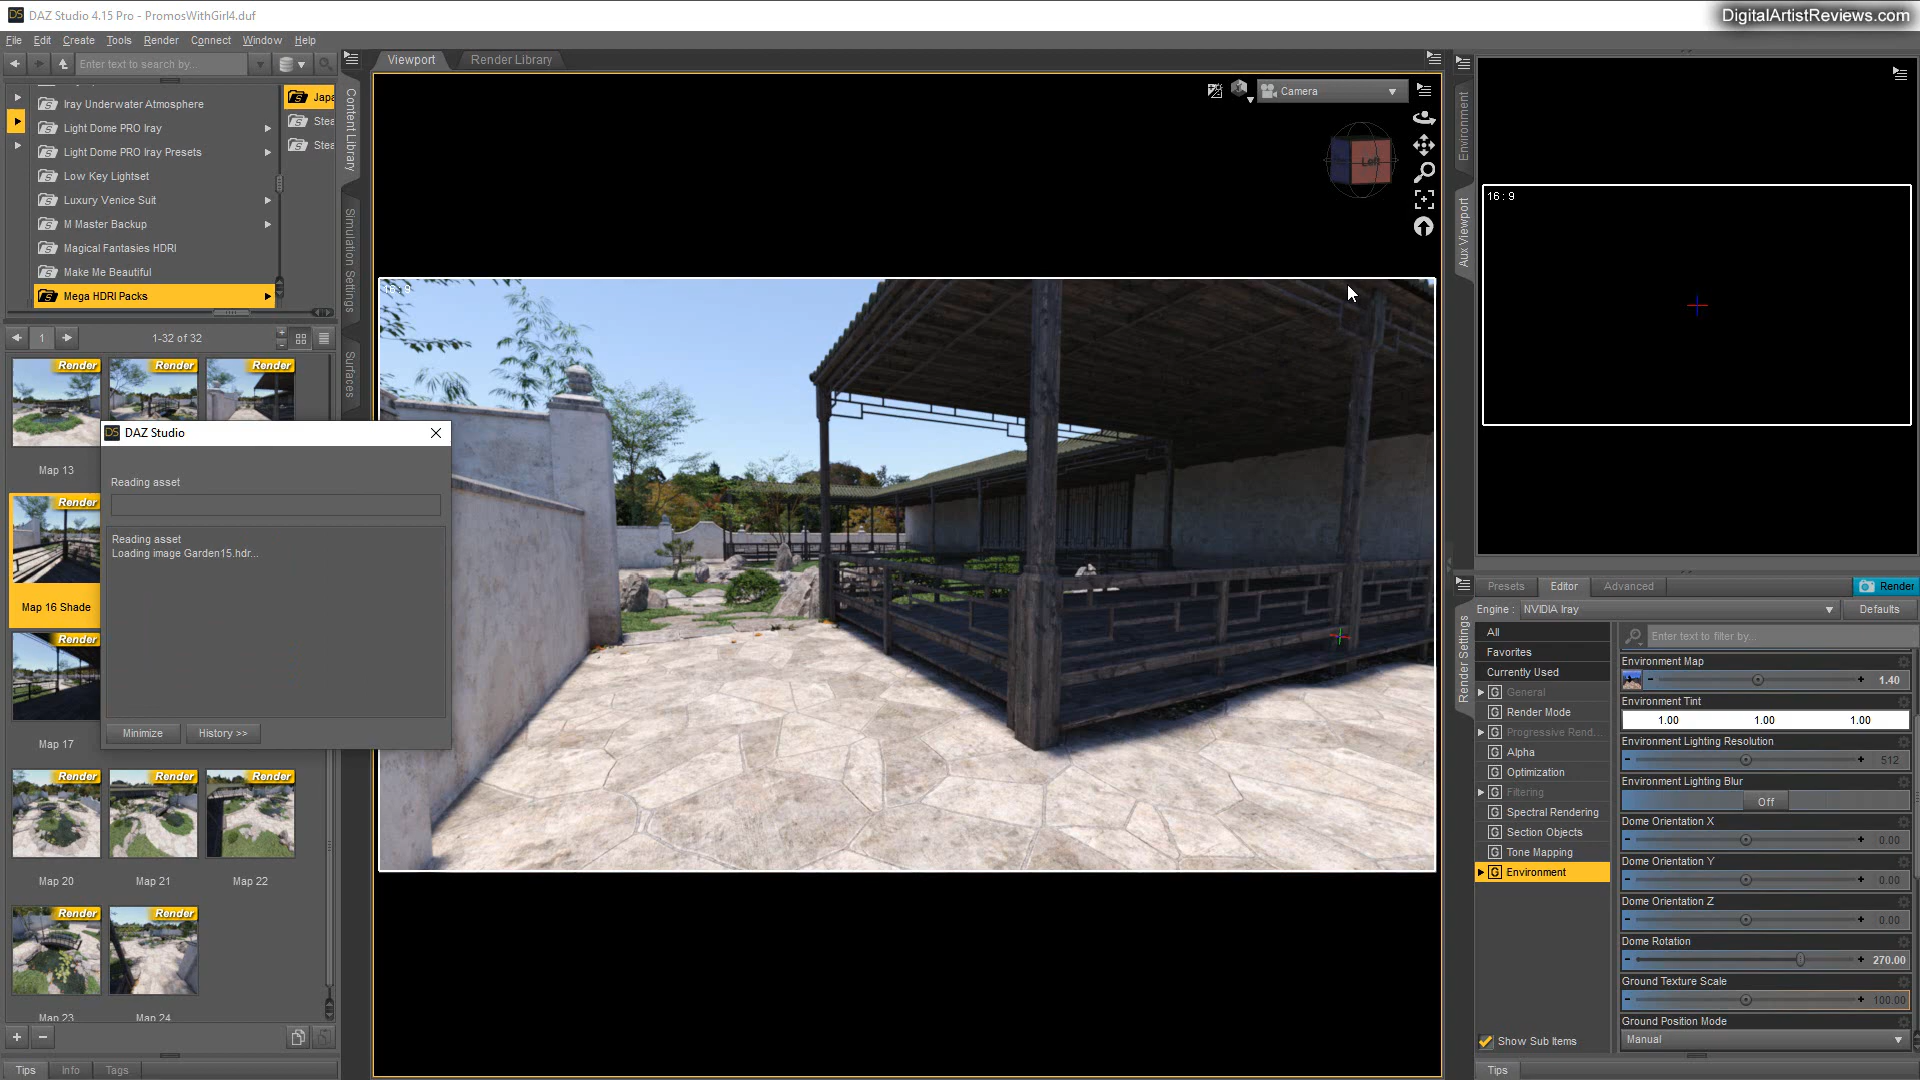 DAZ Studio 4.15 Pro - PromosWithGirl4.duf
DigitalArtistReviews.com
File Edit Create Tools Render Connect Window Help
Enter text to search by...
Iray Underwater Atmosphere
Light Dome PRO Iray
Light Dome PRO Iray Presets
Low Key Lightset
Luxury Venice Suit
M Master Backup
Magical Fantasies HDRI
Make Me Beautiful
Mega HDRI Packs
Japa
Stea
Stea
Content Library
Simulation Settings
Surfaces
1
1-32 of 32
Render
Render
Render
Map 13
Render
Map 16 Shade
Render
Map 17
Render
Render
Render
Map 20
Map 21
Map 22
Render
Render
Map 23
Map 24
Tips
Info
Tags
DAZ Studio
Reading asset
Reading asset
Loading image Garden15.hdr...
Minimize
History >>
Viewport
Render Library
Camera
Left
16 : 9
Environment
Aux Viewport
16 : 9
Presets
Editor
Advanced
Render
Engine :
NVIDIA Iray
Defaults
Render Settings
All
Favorites
Currently Used
General
Render Mode
Progressive Rend...
Alpha
Optimization
Filtering
Spectral Rendering
Section Objects
Tone Mapping
Environment
Show Sub Items
Enter text to filter by...
Environment Map
1.40
Environment Tint
1.00 1.00 1.00
Environment Lighting Resolution
512
Environment Lighting Blur
Off
Dome Orientation X
0.00
Dome Orientation Y
0.00
Dome Orientation Z
0.00
Dome Rotation
270.00
Ground Texture Scale
100.00
Ground Position Mode
Manual
Tips